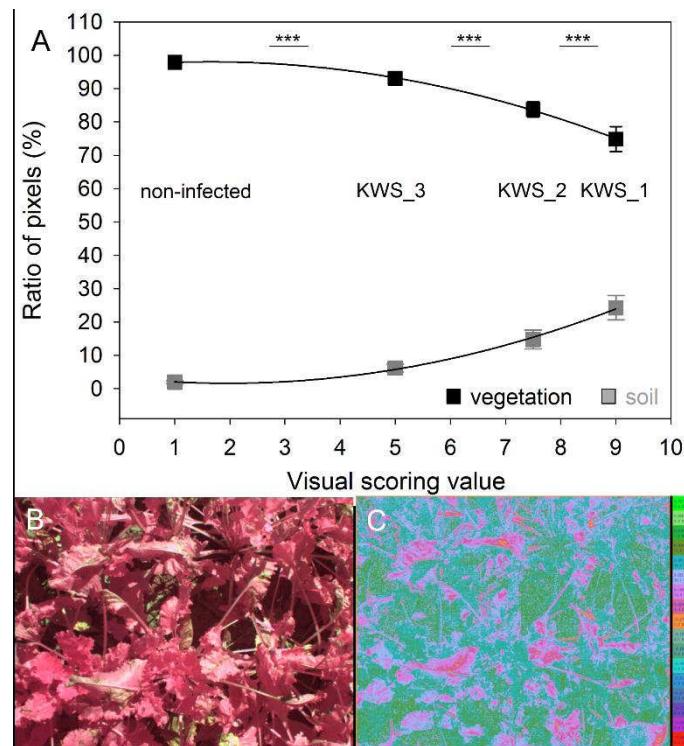 A
110
100
90
80
70
60
50
40
30
20
10
0
Ratio of pixels (%)
*** *** ***
non-infected KWS_3 KWS_2 KWS_1
vegetation soil
0 1 2 3 4 5 6 7 8 9 10
Visual scoring value
B C